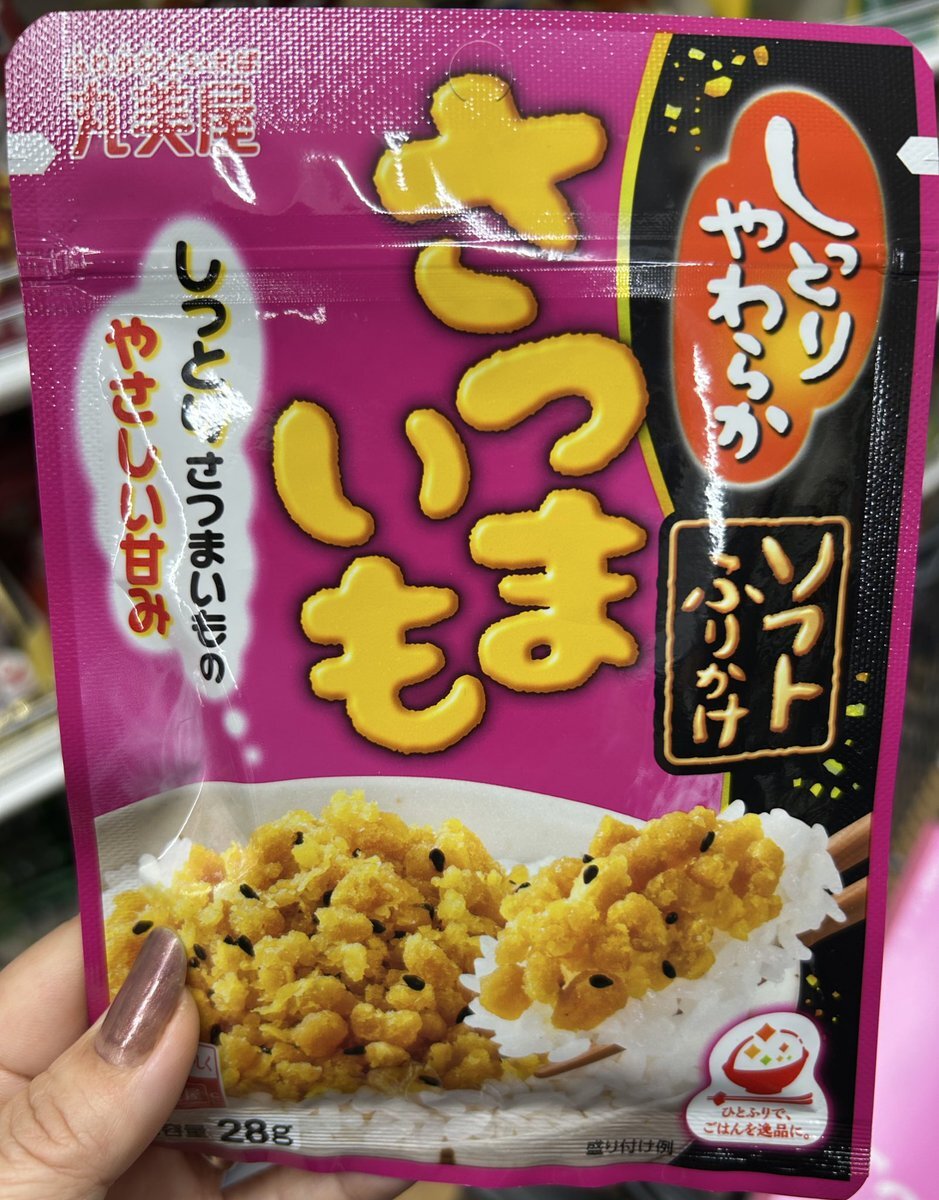 丸美屋
しっとり
やわらか
ソフト
ふりかけ
さつま
いも
しっとりさつまいもの
やさしい甘み
ひとふりで、
ごはんを逸品に。
容量 28g
盛り付け例